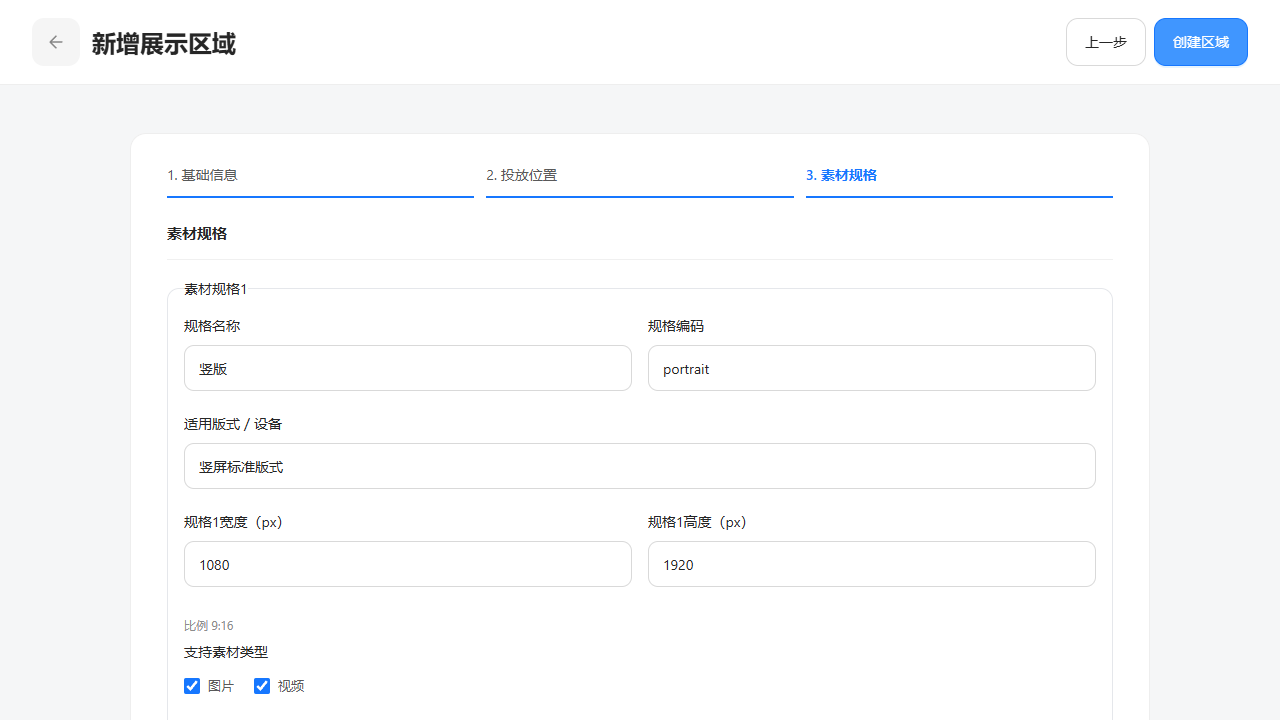 新增展示区域
上一步
创建区域
1. 基础信息
2. 投放位置
3. 素材规格
素材规格
素材规格1
规格名称
规格编码
竖版
portrait
适用版式 / 设备
竖屏标准版式
规格1宽度（px）
规格1高度（px）
1080
1920
比例 9:16
支持素材类型
图片
视频